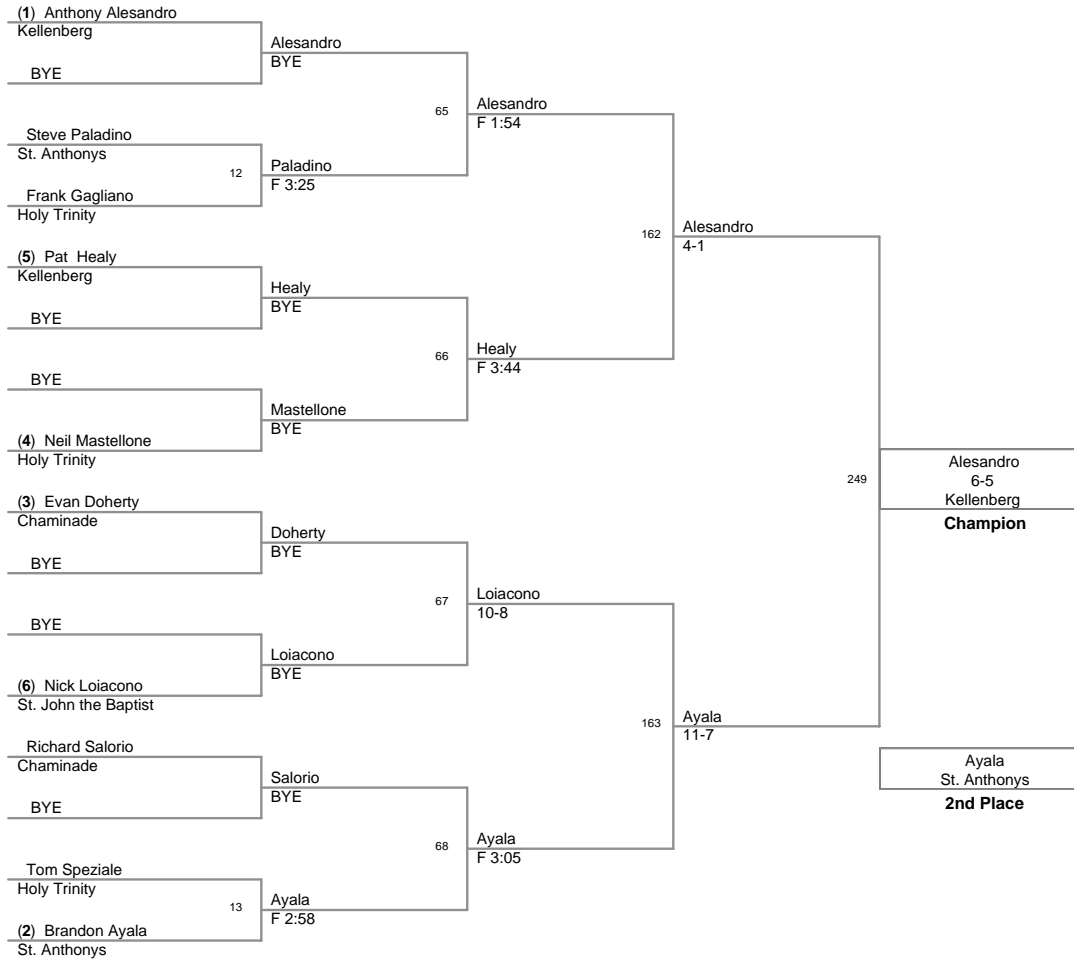 (1) Anthony Alesandro
Kellenberg
BYE
Steve Paladino
St. Anthonys
12
Frank Gagliano
Holy Trinity
(5) Pat Healy
Kellenberg
BYE
BYE
(4) Neil Mastellone
Holy Trinity
(3) Evan Doherty
Chaminade
BYE
BYE
(6) Nick Loiacono
St. John the Baptist
Richard Salorio
Chaminade
BYE
Tom Speziale
Holy Trinity
13
(2) Brandon Ayala
St. Anthonys
Alesandro
BYE
65
Paladino
F 3:25
Healy
BYE
66
Mastellone
BYE
Doherty
BYE
67
Loiacono
BYE
Salorio
BYE
68
Ayala
F 2:58
Alesandro
F 1:54
162
Healy
F 3:44
Loiacono
10-8
163
Ayala
F 3:05
Alesandro
4-1
249
Ayala
11-7
Alesandro
6-5
Kellenberg
Champion
Ayala
St. Anthonys
2nd Place